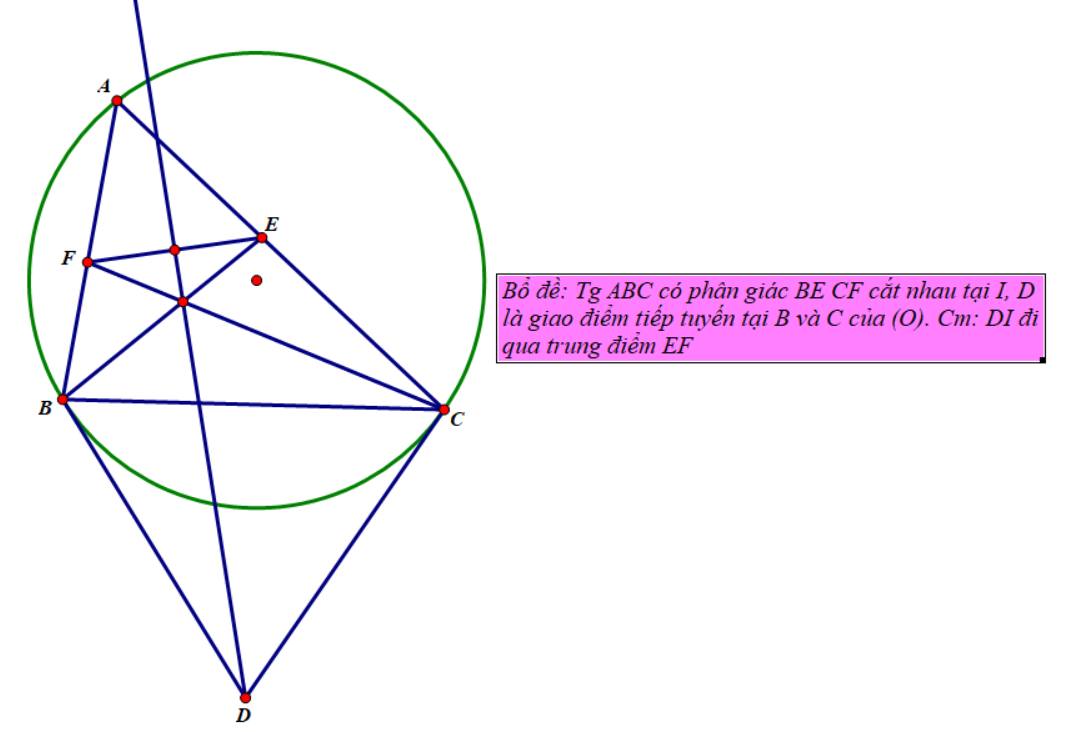 A
E
F
Bổ đề: Tg ABC có phân giác BE CF cắt nhau tại I, D
là giao điểm tiếp tuyến tại B và C của (O). Cm: DI đi
qua trung điểm EF
B
C
D